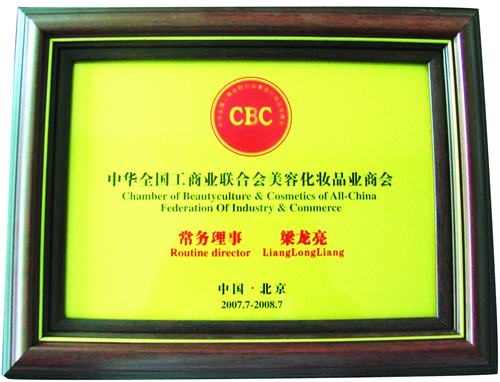 CBC
中华全国工商业联合会美容化妆品业商会
Chamber of Beautyculture & Cosmetics of All-China
Federation Of Industry & Commerce
常务理事 梁龙亮
Routine director LiangLongLiang
中国·北京
2007.7-2008.7